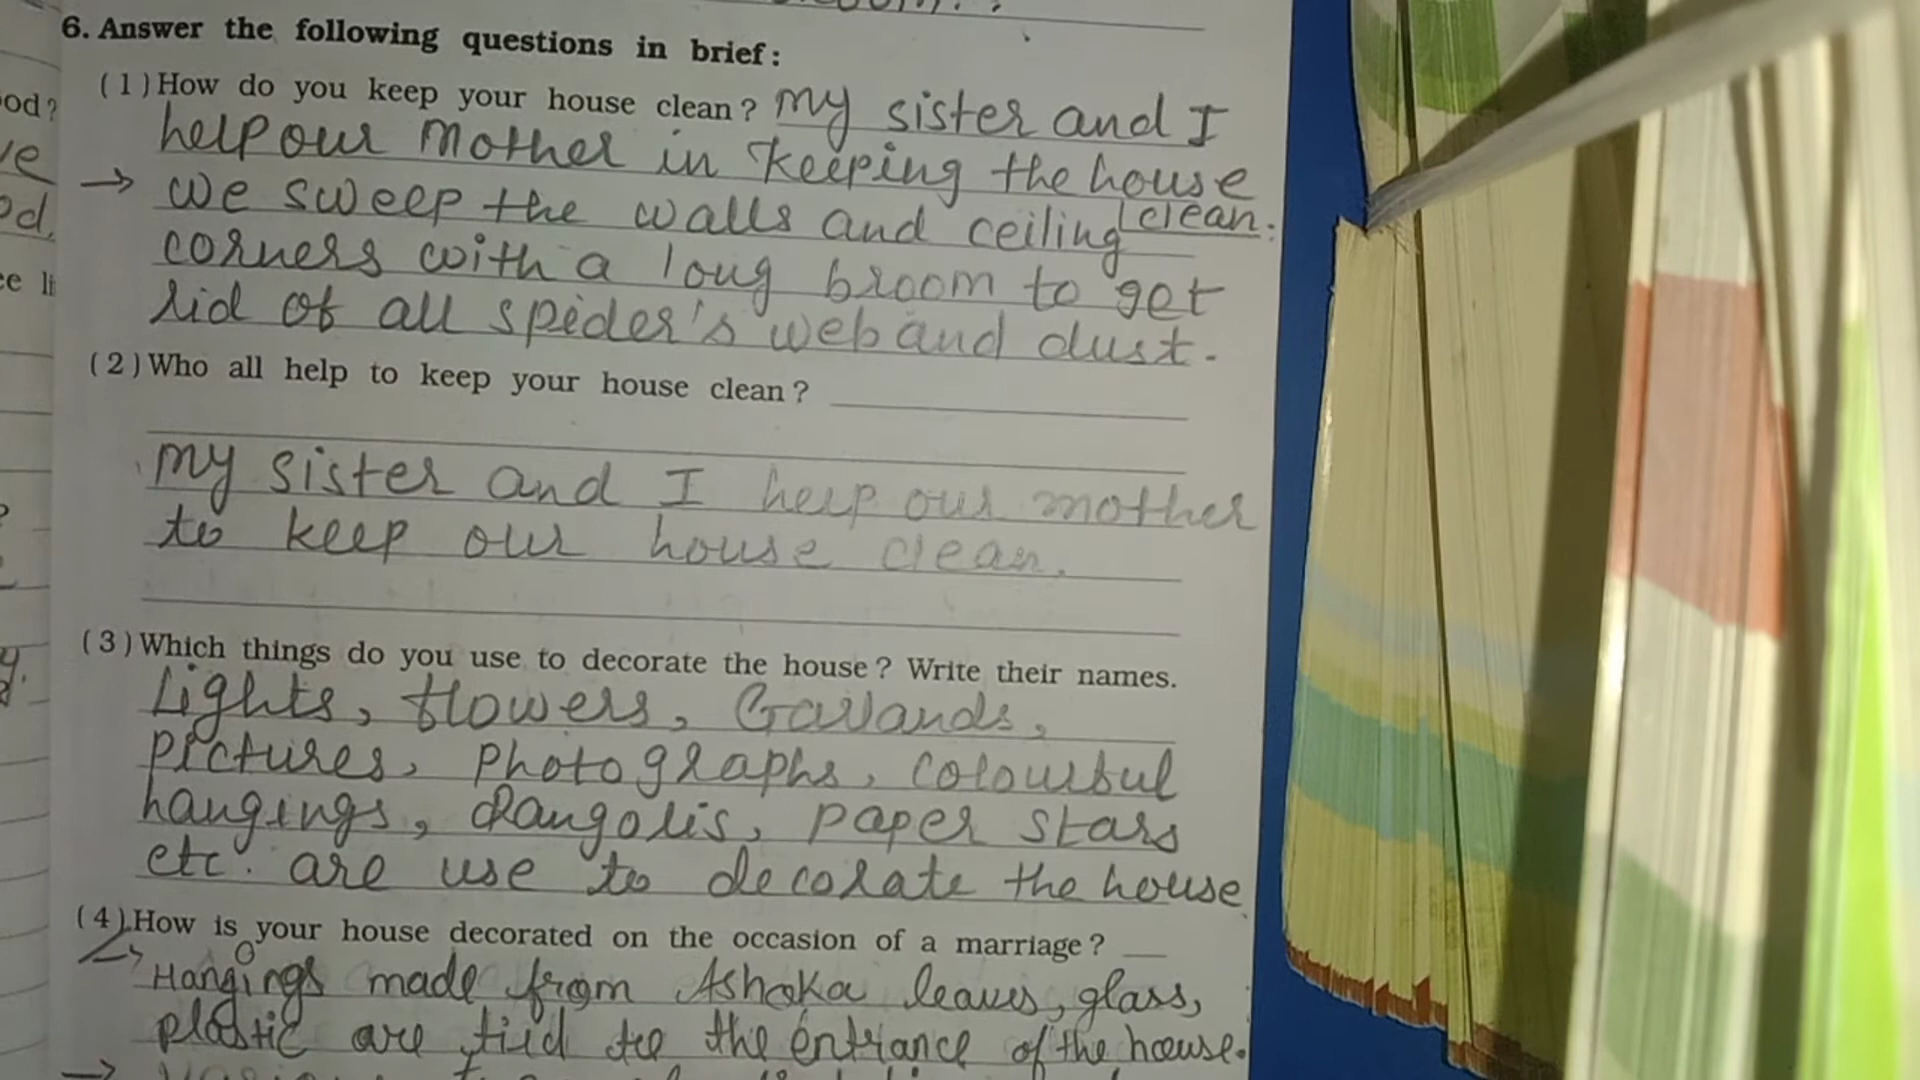 6. Answer the following questions in brief :
(1) How do you keep your house clean? my sister and I
help our Mother in keeping the house
clean.
→ we sweep the walls and ceiling
corners with a long broom to get
rid of all spider's web and dust.
(2) Who all help to keep your house clean?
my sister and I help our mother
to keep our house clean.
(3) Which things do you use to decorate the house? Write their names.
Lights, flowers, Garlands,
pictures, photographs, colourful
hangings, Rangolis, paper stars
etc. are use to decorate the house.
(4) How is your house decorated on the occasion of a marriage?
→ Hangings made from Ashoka leaves, glass,
plastic are tied to the entrance of the house.
→
od?
ve
od.
ce li
?
y.